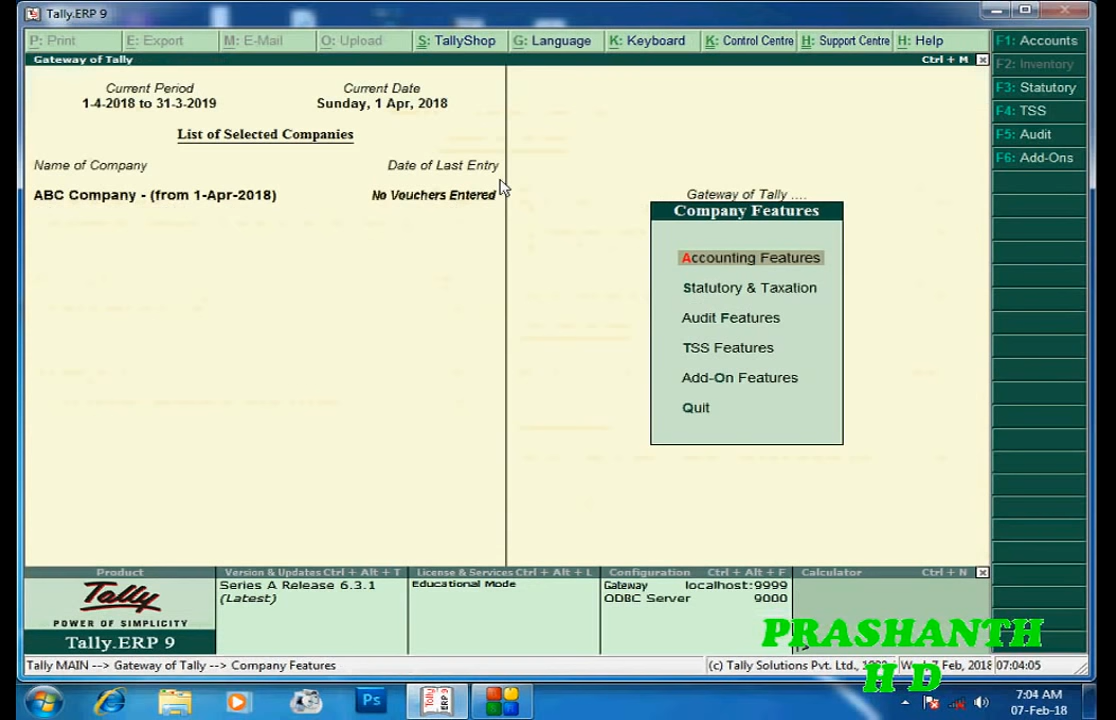 Tally.ERP 9
P: Print E: Export M: E-Mail O: Upload S: TallyShop G: Language K: Keyboard K: Control Centre H: Support Centre H: Help
F1: Accounts
F2: Inventory
F3: Statutory
F4: TSS
F5: Audit
F6: Add-Ons
Gateway of Tally Ctrl + M
Current Period Current Date
1-4-2018 to 31-3-2019 Sunday, 1 Apr, 2018
List of Selected Companies
Name of Company Date of Last Entry
ABC Company - (from 1-Apr-2018) No Vouchers Entered
Gateway of Tally ....
Company Features
Accounting Features
Statutory & Taxation
Audit Features
TSS Features
Add-On Features
Quit
Product
Tally
POWER OF SIMPLICITY
Tally.ERP 9
Version & Updates Ctrl + Alt + T
Series A Release 6.3.1
(Latest)
License & Services Ctrl + Alt + L
Educational Mode
Configuration Ctrl + Alt + F
Gateway localhost:9999
ODBC Server 9000
Calculator Ctrl + N
PRASHANTH
H D
Tally MAIN --> Gateway of Tally --> Company Features (c) Tally Solutions Pvt. Ltd., 7 Feb, 2018 07:04:05
Ps
Tally
ERP 9
7:04 AM
07-Feb-18